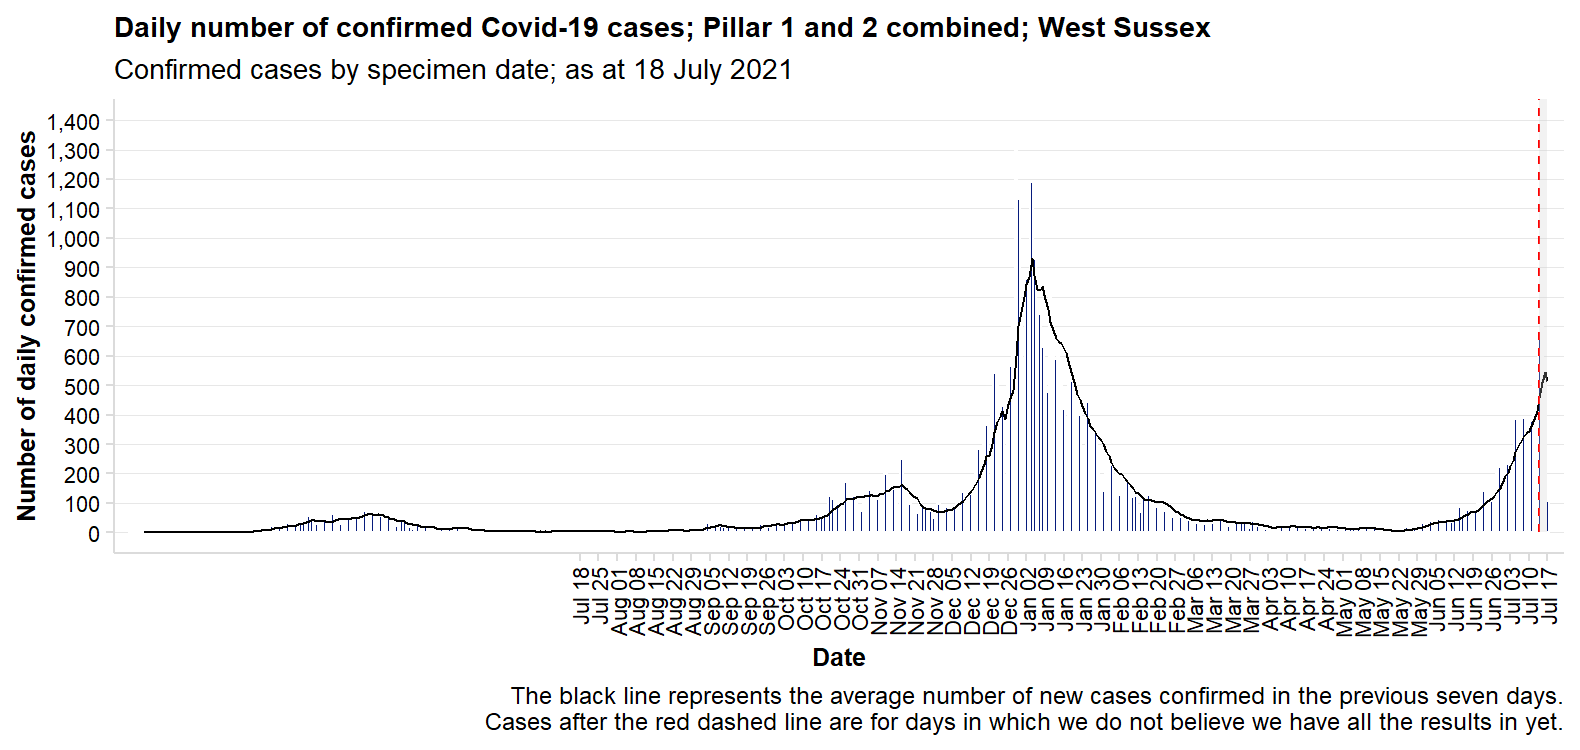 Daily number of confirmed Covid-19 cases; Pillar 1 and 2 combined; West Sussex
Confirmed cases by specimen date; as at 18 July 2021
Number of daily confirmed cases
1,400
1,300
1,200
1,100
1,000
900
800
700
600
500
400
300
200
100
0
Jul 18
Jul 25
Aug 01
Aug 08
Aug 15
Aug 22
Aug 29
Sep 05
Sep 12
Sep 19
Sep 26
Oct 03
Oct 10
Oct 17
Oct 24
Oct 31
Nov 07
Nov 14
Nov 21
Nov 28
Dec 05
Dec 12
Dec 19
Dec 26
Jan 02
Jan 09
Jan 16
Jan 23
Jan 30
Feb 06
Feb 13
Feb 20
Feb 27
Mar 06
Mar 13
Mar 20
Mar 27
Apr 03
Apr 10
Apr 17
Apr 24
May 01
May 08
May 15
May 22
May 29
Jun 05
Jun 12
Jun 19
Jun 26
Jul 03
Jul 10
Jul 17
Date
The black line represents the average number of new cases confirmed in the previous seven days.
Cases after the red dashed line are for days in which we do not believe we have all the results in yet.